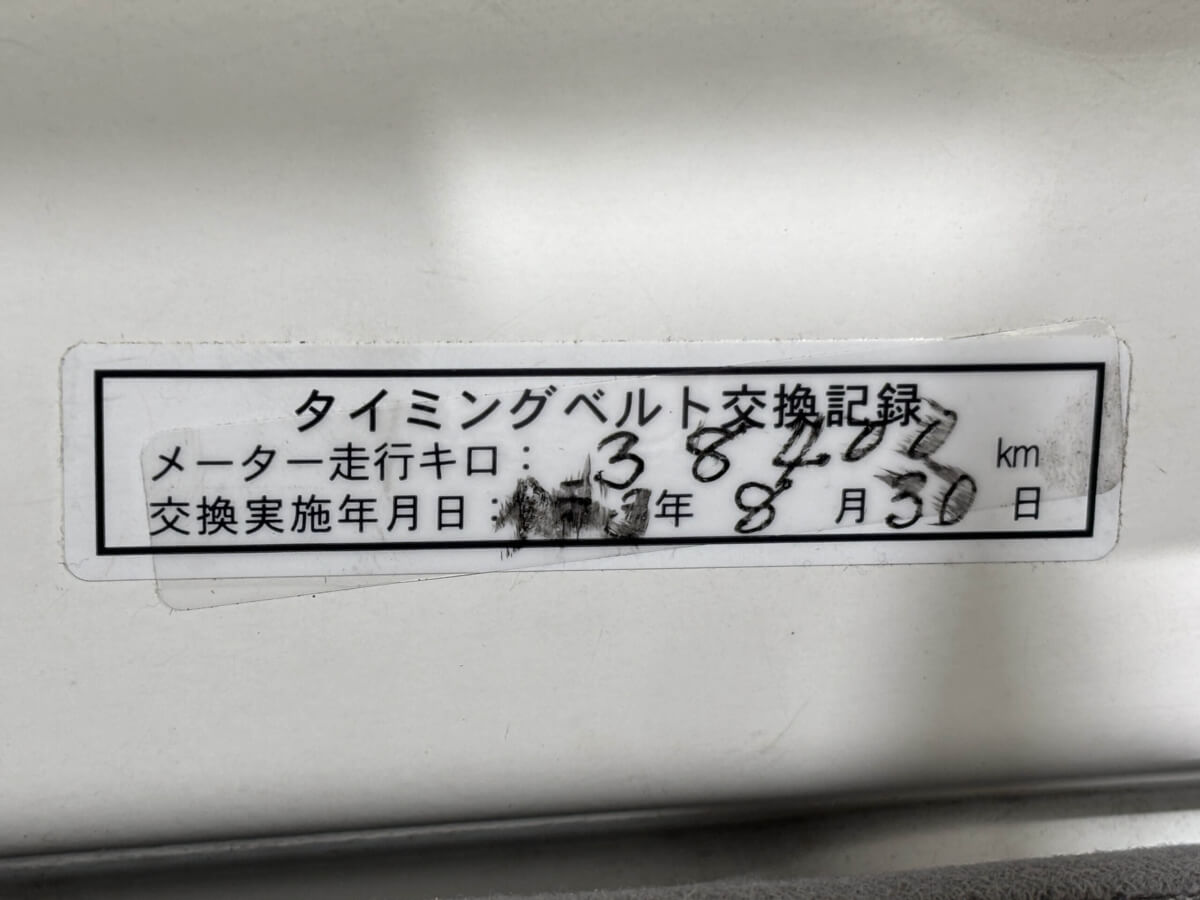 タイミングベルト交換記録
メーター走行キロ: km
交換実施年月日: 年 8 月 30 日